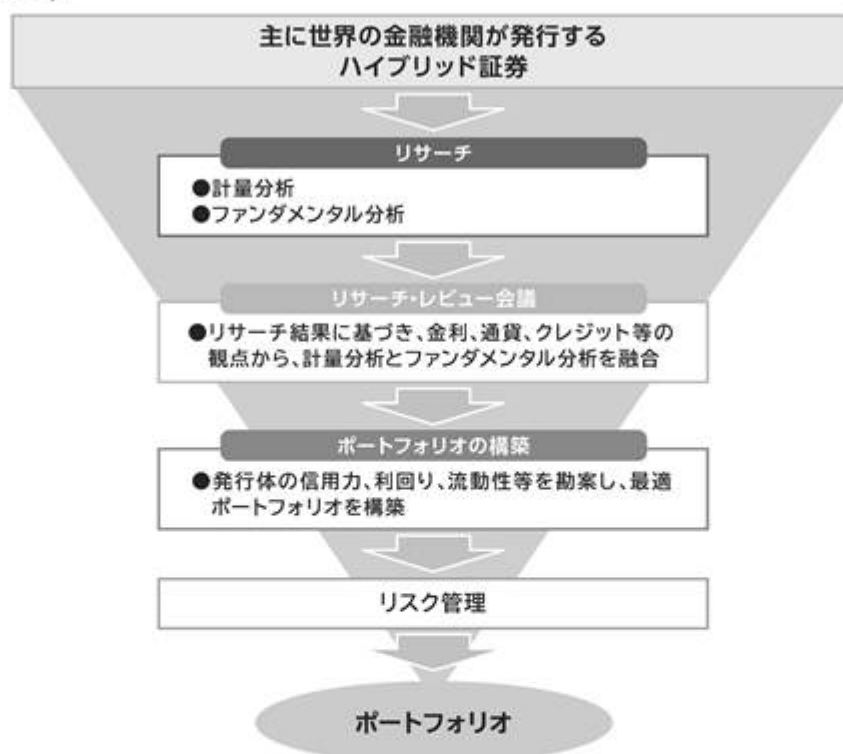 主に世界の金融機関が発行する
ハイブリッド証券
リサーチ
●計量分析
●ファンダメンタル分析
リサーチ・レビュー会議
●リサーチ結果に基づき、金利、通貨、クレジット等の
観点から、計量分析とファンダメンタル分析を融合
ポートフォリオの構築
●発行体の信用力、利回り、流動性等を勘案し、最適
ポートフォリオを構築
リスク管理
ポートフォリオ